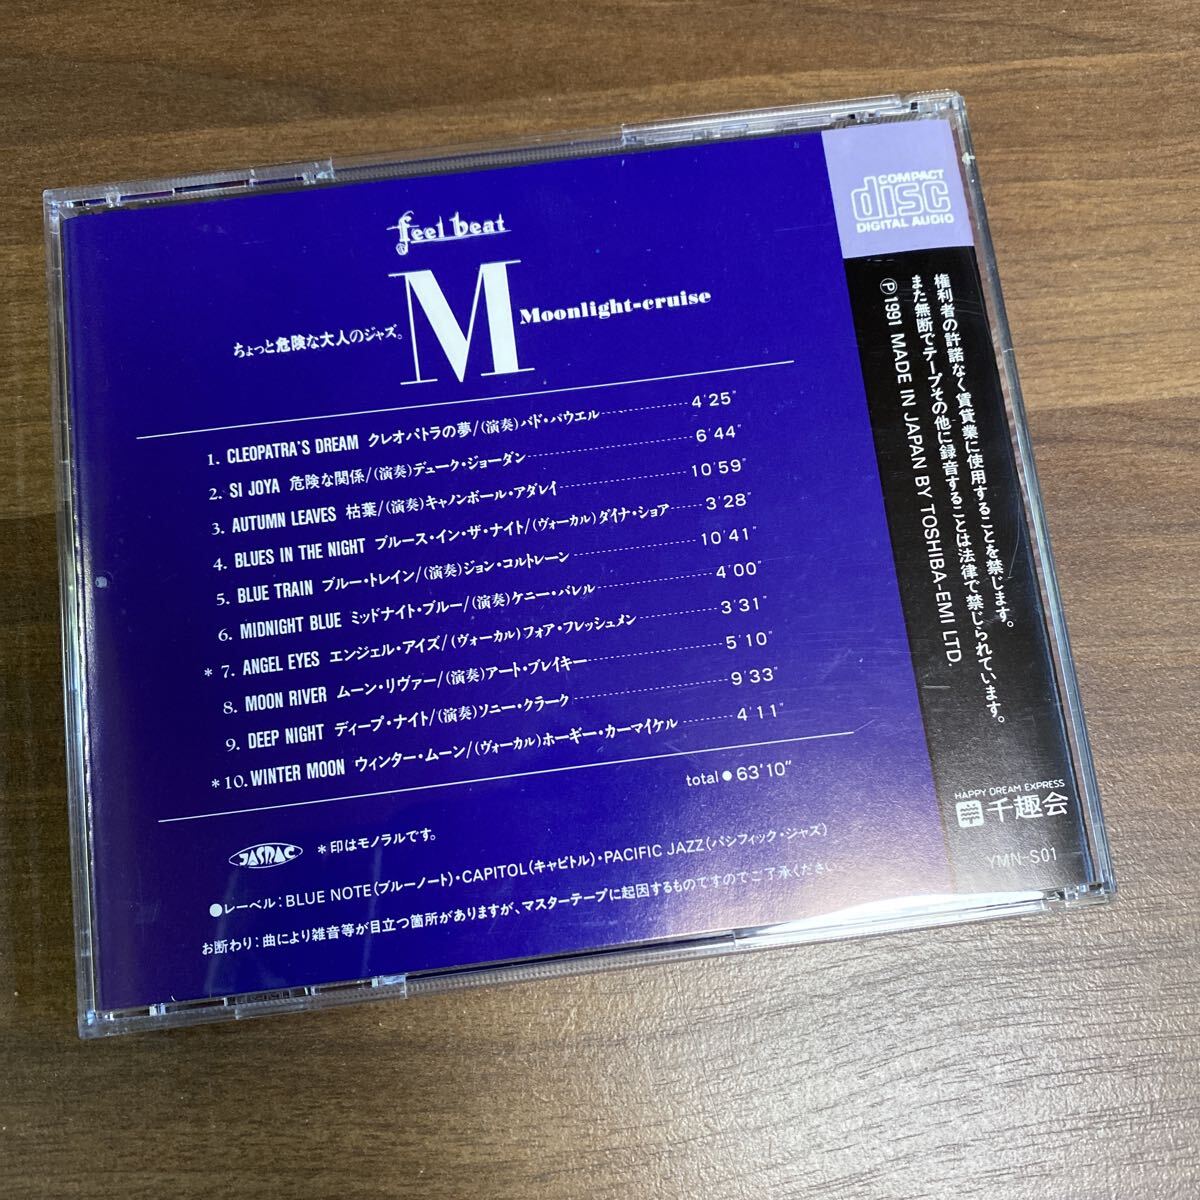 feel beat
M
Moonlight-cruise
ちょっと危険な大人のジャズ。
1. CLEOPATRA'S DREAM クレオパトラの夢/(演奏)バド・パウエル 4'25"
2. SI JOYA 危険な関係/(演奏)デューク・ジョーダン 6'44"
3. AUTUMN LEAVES 枯葉/(演奏)キャノンボール・アダレイ 10'59"
4. BLUES IN THE NIGHT ブルース・イン・ザ・ナイト/(ヴォーカル)ダイナ・ショア 3'28"
5. BLUE TRAIN ブルー・トレイン/(演奏)ジョン・コルトレーン 10'41"
6. MIDNIGHT BLUE ミッドナイト・ブルー/(演奏)ケニー・バレル 4'00"
*7. ANGEL EYES エンジェル・アイズ/(ヴォーカル)フォア・フレッシュメン 3'31"
8. MOON RIVER ムーン・リヴァー/(演奏)アート・ブレイキー 5'10"
9. DEEP NIGHT ディープ・ナイト/(演奏)ソニー・クラーク 9'33"
*10. WINTER MOON ウィンター・ムーン/(ヴォーカル)ホーギー・カーマイケル 4'11"
total●63'10"
JASRAC
*印はモノラルです。
●レーベル:BLUE NOTE(ブルーノート)・CAPITOL(キャピトル)・PACIFIC JAZZ(パシフィック・ジャズ)
お断わり:曲により雑音等が目立つ箇所がありますが、マスターテープに起因するものですのでご了承ください。
COMPACT
disc
DIGITAL AUDIO
権利者の許諾なく賃貸業に使用することを禁じます。
また無断でテープその他に録音することは法律で禁じられています。
Ⓟ1991 MADE IN JAPAN BY TOSHIBA-EMI LTD.
HAPPY DREAM EXPRESS
千趣会
YMN-S01